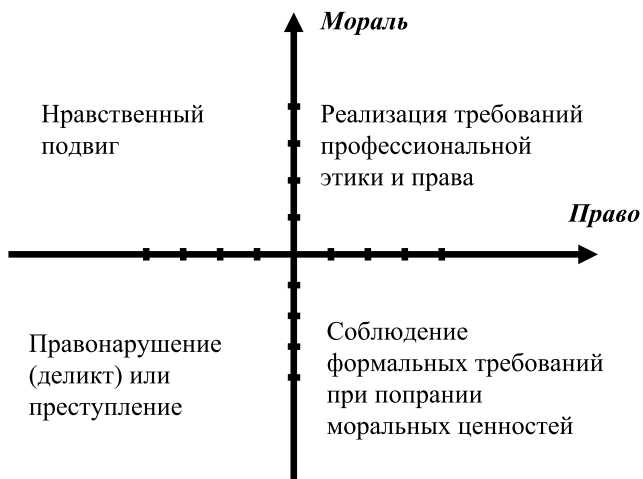 Мораль
Нравственный
подвиг
Реализация требований
профессиональной
этики и права
Право
Правонарушение
(деликт) или
преступление
Соблюдение
формальных требований
при попрании
моральных ценностей